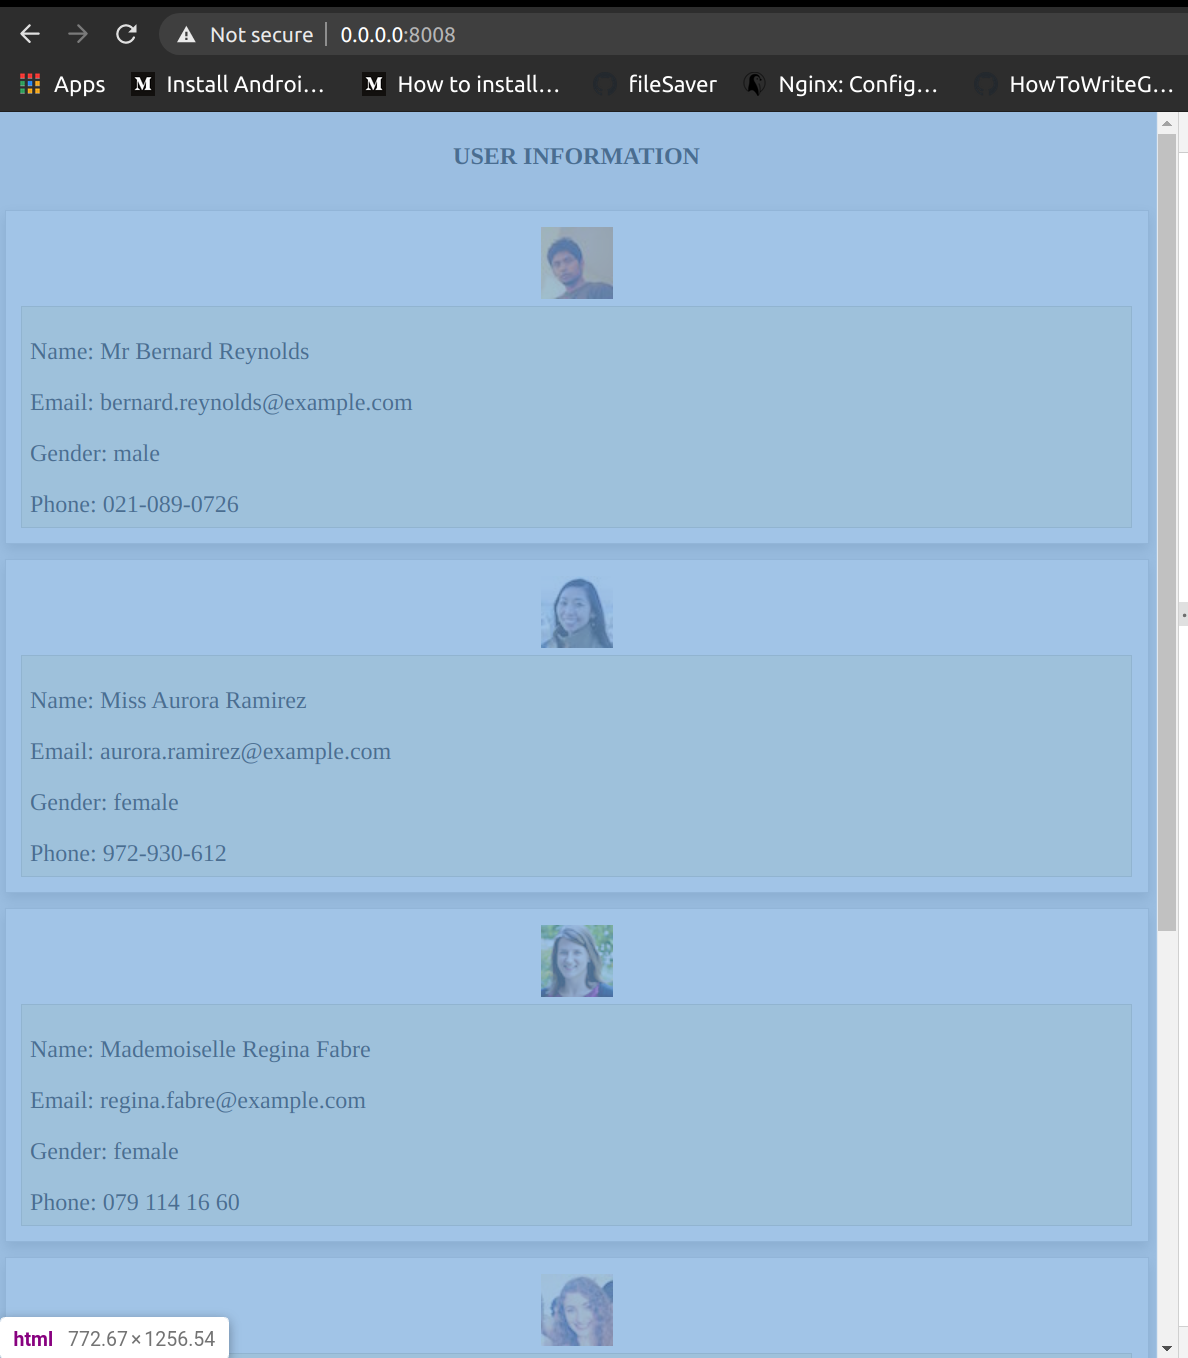 Not secure | 0.0.0.0:8008
Apps M Install Androi... M How to install... fileSaver Nginx: Config... HowToWriteG...
USER INFORMATION
Name: Mr Bernard Reynolds
Email: bernard.reynolds@example.com
Gender: male
Phone: 021-089-0726
Name: Miss Aurora Ramirez
Email: aurora.ramirez@example.com
Gender: female
Phone: 972-930-612
Name: Mademoiselle Regina Fabre
Email: regina.fabre@example.com
Gender: female
Phone: 079 114 16 60
html 772.67×1256.54